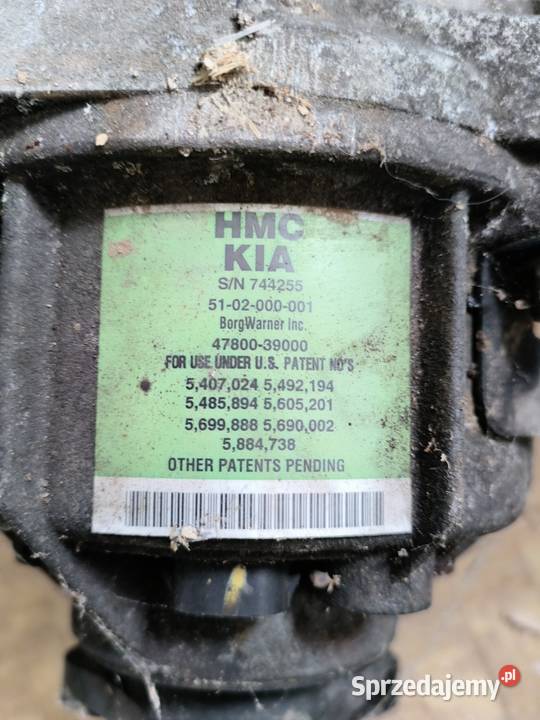 HMC
KIA
S/N 744255
51-02-000-001
BorgWarner Inc.
47800-39000
FOR USE UNDER U.S. PATENT NO'S
5,407,024 5,492,194
5,485,894 5,605,201
5,699,888 5,690,002
5,884,738
OTHER PATENTS PENDING
Sprzedajemy.pl